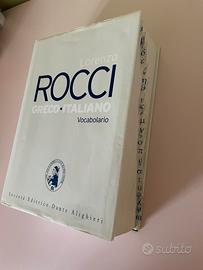 Lorenzo
ROCCI
GRECO•ITALIANO
Vocabolario
Società Editrice Dante Alighieri
subito